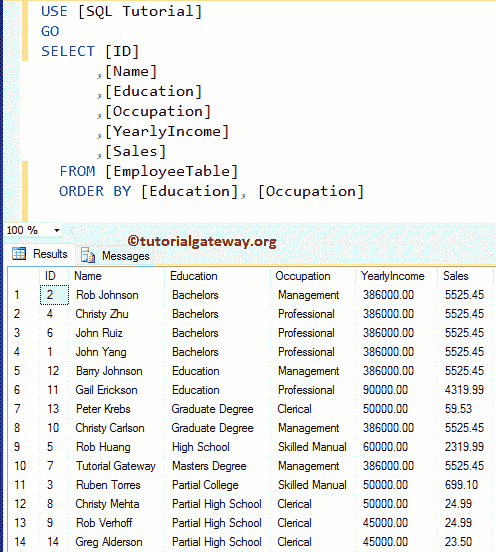 USE [SQL Tutorial]
GO
SELECT [ID]
,[Name]
,[Education]
,[Occupation]
,[YearlyIncome]
,[Sales]
FROM [EmployeeTable]
ORDER BY [Education], [Occupation]
©tutorialgateway.org
100 %
Results Messages
ID Name Education Occupation YearlyIncome Sales
1 2 Rob Johnson Bachelors Management 386000.00 5525.45
2 4 Christy Zhu Bachelors Professional 386000.00 5525.45
3 6 John Ruiz Bachelors Professional 386000.00 5525.45
4 1 John Yang Bachelors Professional 386000.00 5525.45
5 12 Barry Johnson Education Management 386000.00 5525.45
6 11 Gail Erickson Education Professional 90000.00 4319.99
7 13 Peter Krebs Graduate Degree Clerical 50000.00 59.53
8 10 Christy Carlson Graduate Degree Management 386000.00 5525.45
9 5 Rob Huang High School Skilled Manual 60000.00 2319.99
10 7 Tutorial Gateway Masters Degree Management 386000.00 5525.45
11 3 Ruben Torres Partial College Skilled Manual 50000.00 699.10
12 8 Christy Mehta Partial High School Clerical 50000.00 24.99
13 9 Rob Verhoff Partial High School Clerical 45000.00 24.99
14 14 Greg Alderson Partial High School Clerical 45000.00 23.50